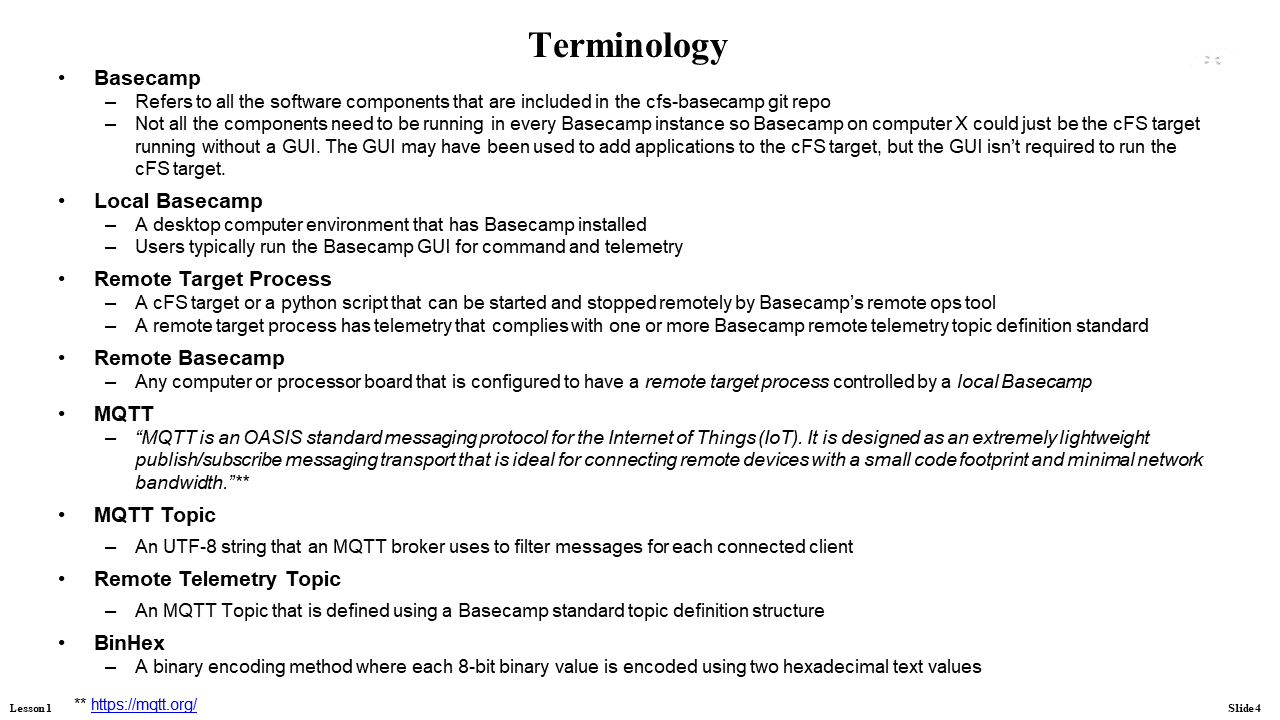 Terminology
• Basecamp
– Refers to all the software components that are included in the cfs-basecamp git repo
– Not all the components need to be running in every Basecamp instance so Basecamp on computer X could just be the cFS target
running without a GUI. The GUI may have been used to add applications to the cFS target, but the GUI isn’t required to run the
cFS target.
• Local Basecamp
– A desktop computer environment that has Basecamp installed
– Users typically run the Basecamp GUI for command and telemetry
• Remote Target Process
– A cFS target or a python script that can be started and stopped remotely by Basecamp’s remote ops tool
– A remote target process has telemetry that complies with one or more Basecamp remote telemetry topic definition standard
• Remote Basecamp
– Any computer or processor board that is configured to have a remote target process controlled by a local Basecamp
• MQTT
– “MQTT is an OASIS standard messaging protocol for the Internet of Things (IoT). It is designed as an extremely lightweight
publish/subscribe messaging transport that is ideal for connecting remote devices with a small code footprint and minimal network
bandwidth.”**
• MQTT Topic
– An UTF-8 string that an MQTT broker uses to filter messages for each connected client
• Remote Telemetry Topic
– An MQTT Topic that is defined using a Basecamp standard topic definition structure
• BinHex
– A binary encoding method where each 8-bit binary value is encoded using two hexadecimal text values
** https://mqtt.org/
Lesson 1
Slide 4